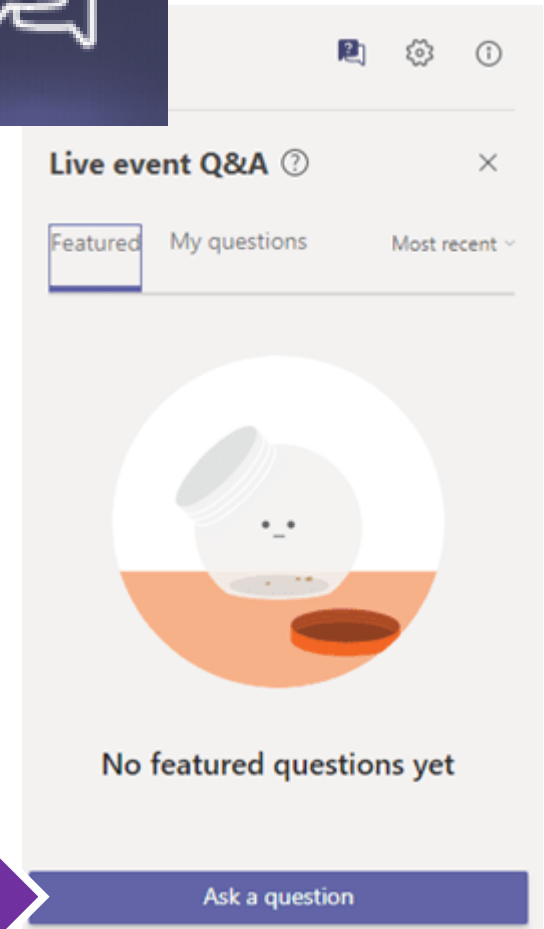 Live event Q&A
Featured My questions Most recent
No featured questions yet
Ask a question